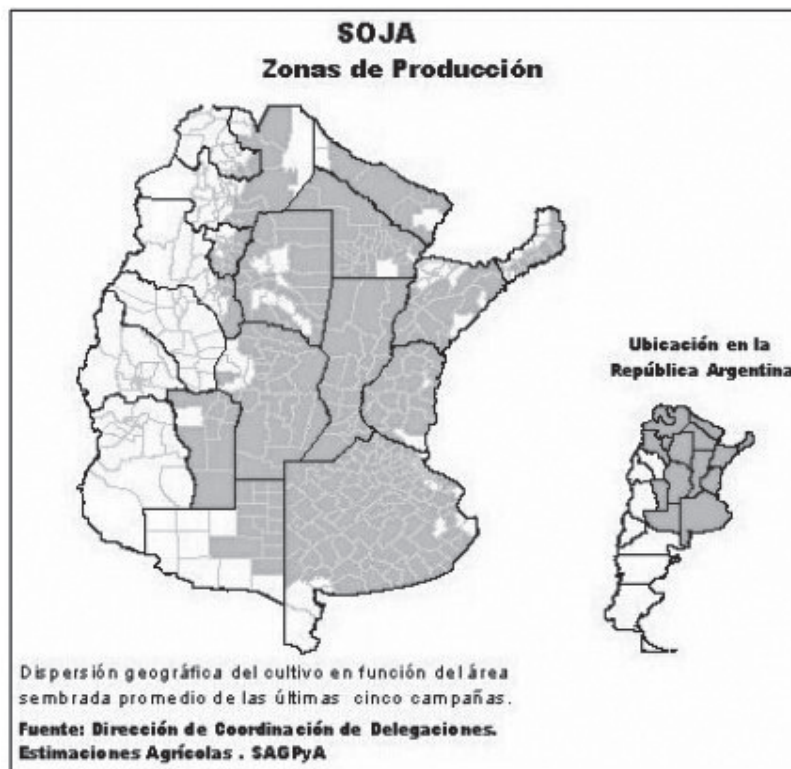 SOJA
Zonas de Producción
Ubicación en la
República Argentina
Dispersión geográfica del cultivo en función del área
sembrada promedio de las últimas cinco campañas.
Fuente: Dirección de Coordinación de Delegaciones.
Estimaciones Agrícolas . SAGPyA